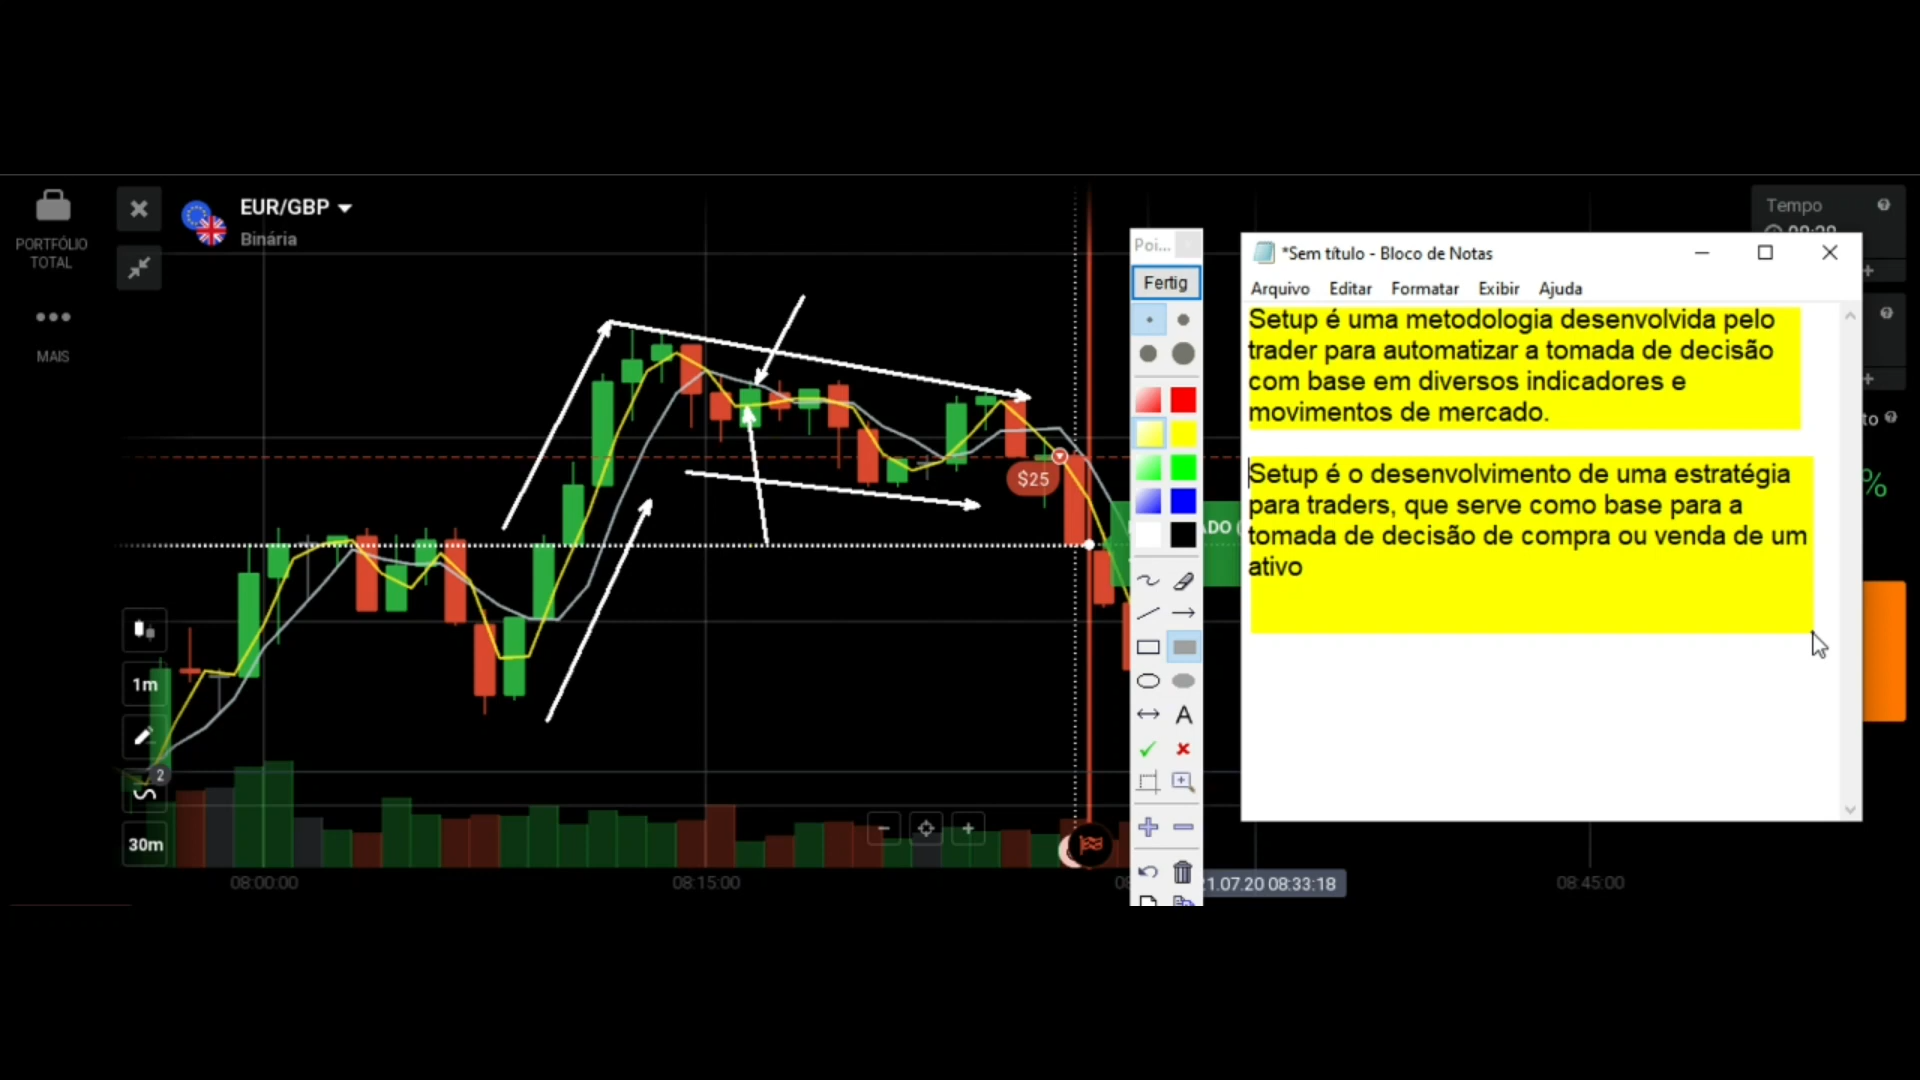 PORTFÓLIO
TOTAL
MAIS
EUR/GBP
Binária
1m
2
30m
$25
08:00:00
08:15:00
21.07.20 08:33:18
08:45:00
Poi...
Fertig
A
Tempo
*Sem título - Bloco de Notas
Arquivo Editar Formatar Exibir Ajuda
Setup é uma metodologia desenvolvida pelo
trader para automatizar a tomada de decisão
com base em diversos indicadores e
movimentos de mercado.
Setup é o desenvolvimento de uma estratégia
para traders, que serve como base para a
tomada de decisão de compra ou venda de um
ativo
%